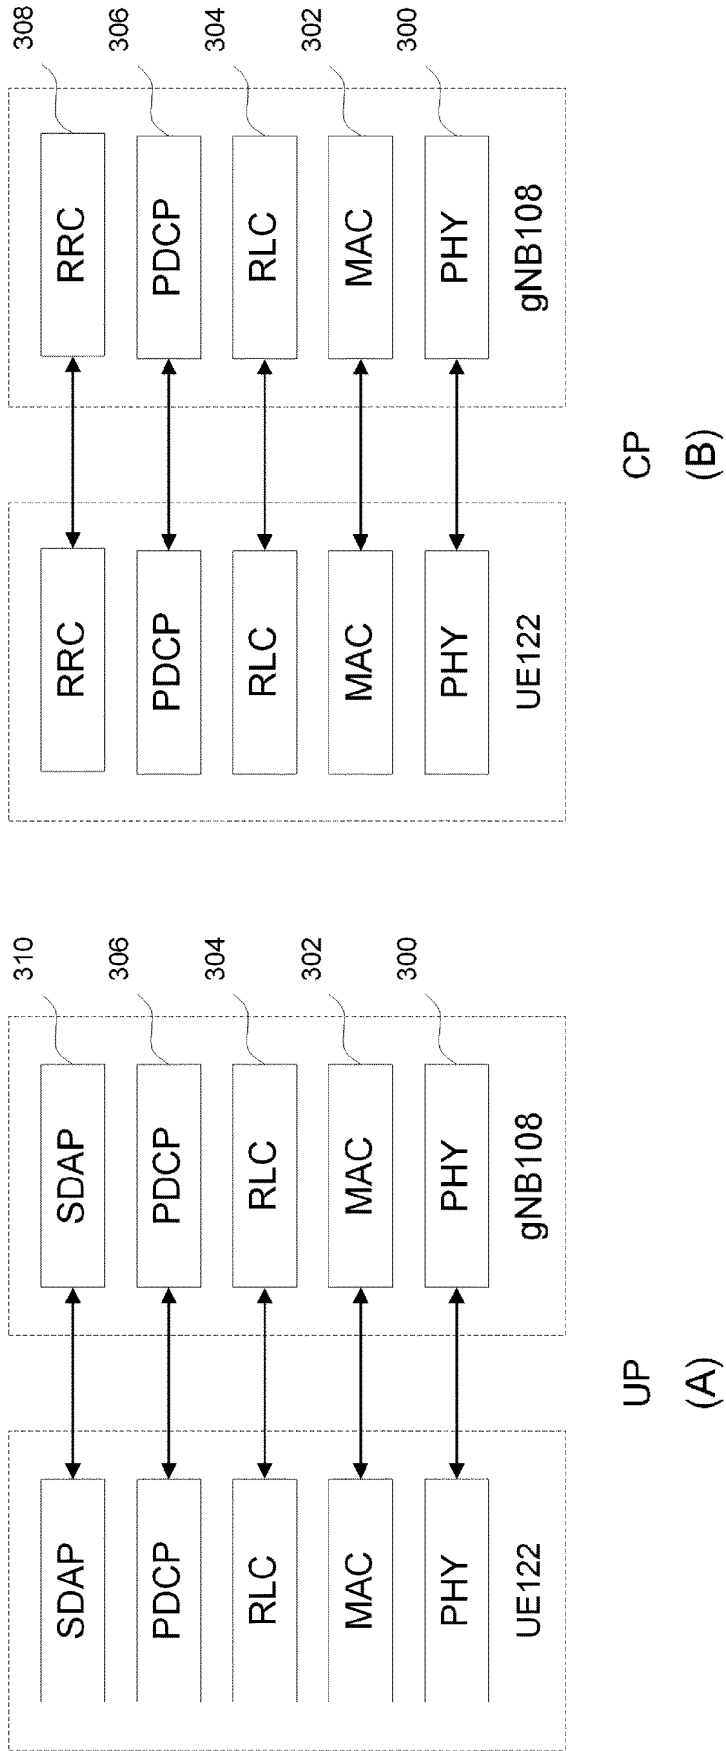 SDAP SDAP 310
PDCP PDCP 306
RLC RLC 304
MAC MAC 302
PHY PHY 300
UE122 gNB108
UP
(A)
RRC RRC 308
PDCP PDCP 306
RLC RLC 304
MAC MAC 302
PHY PHY 300
UE122 gNB108
CP
(B)